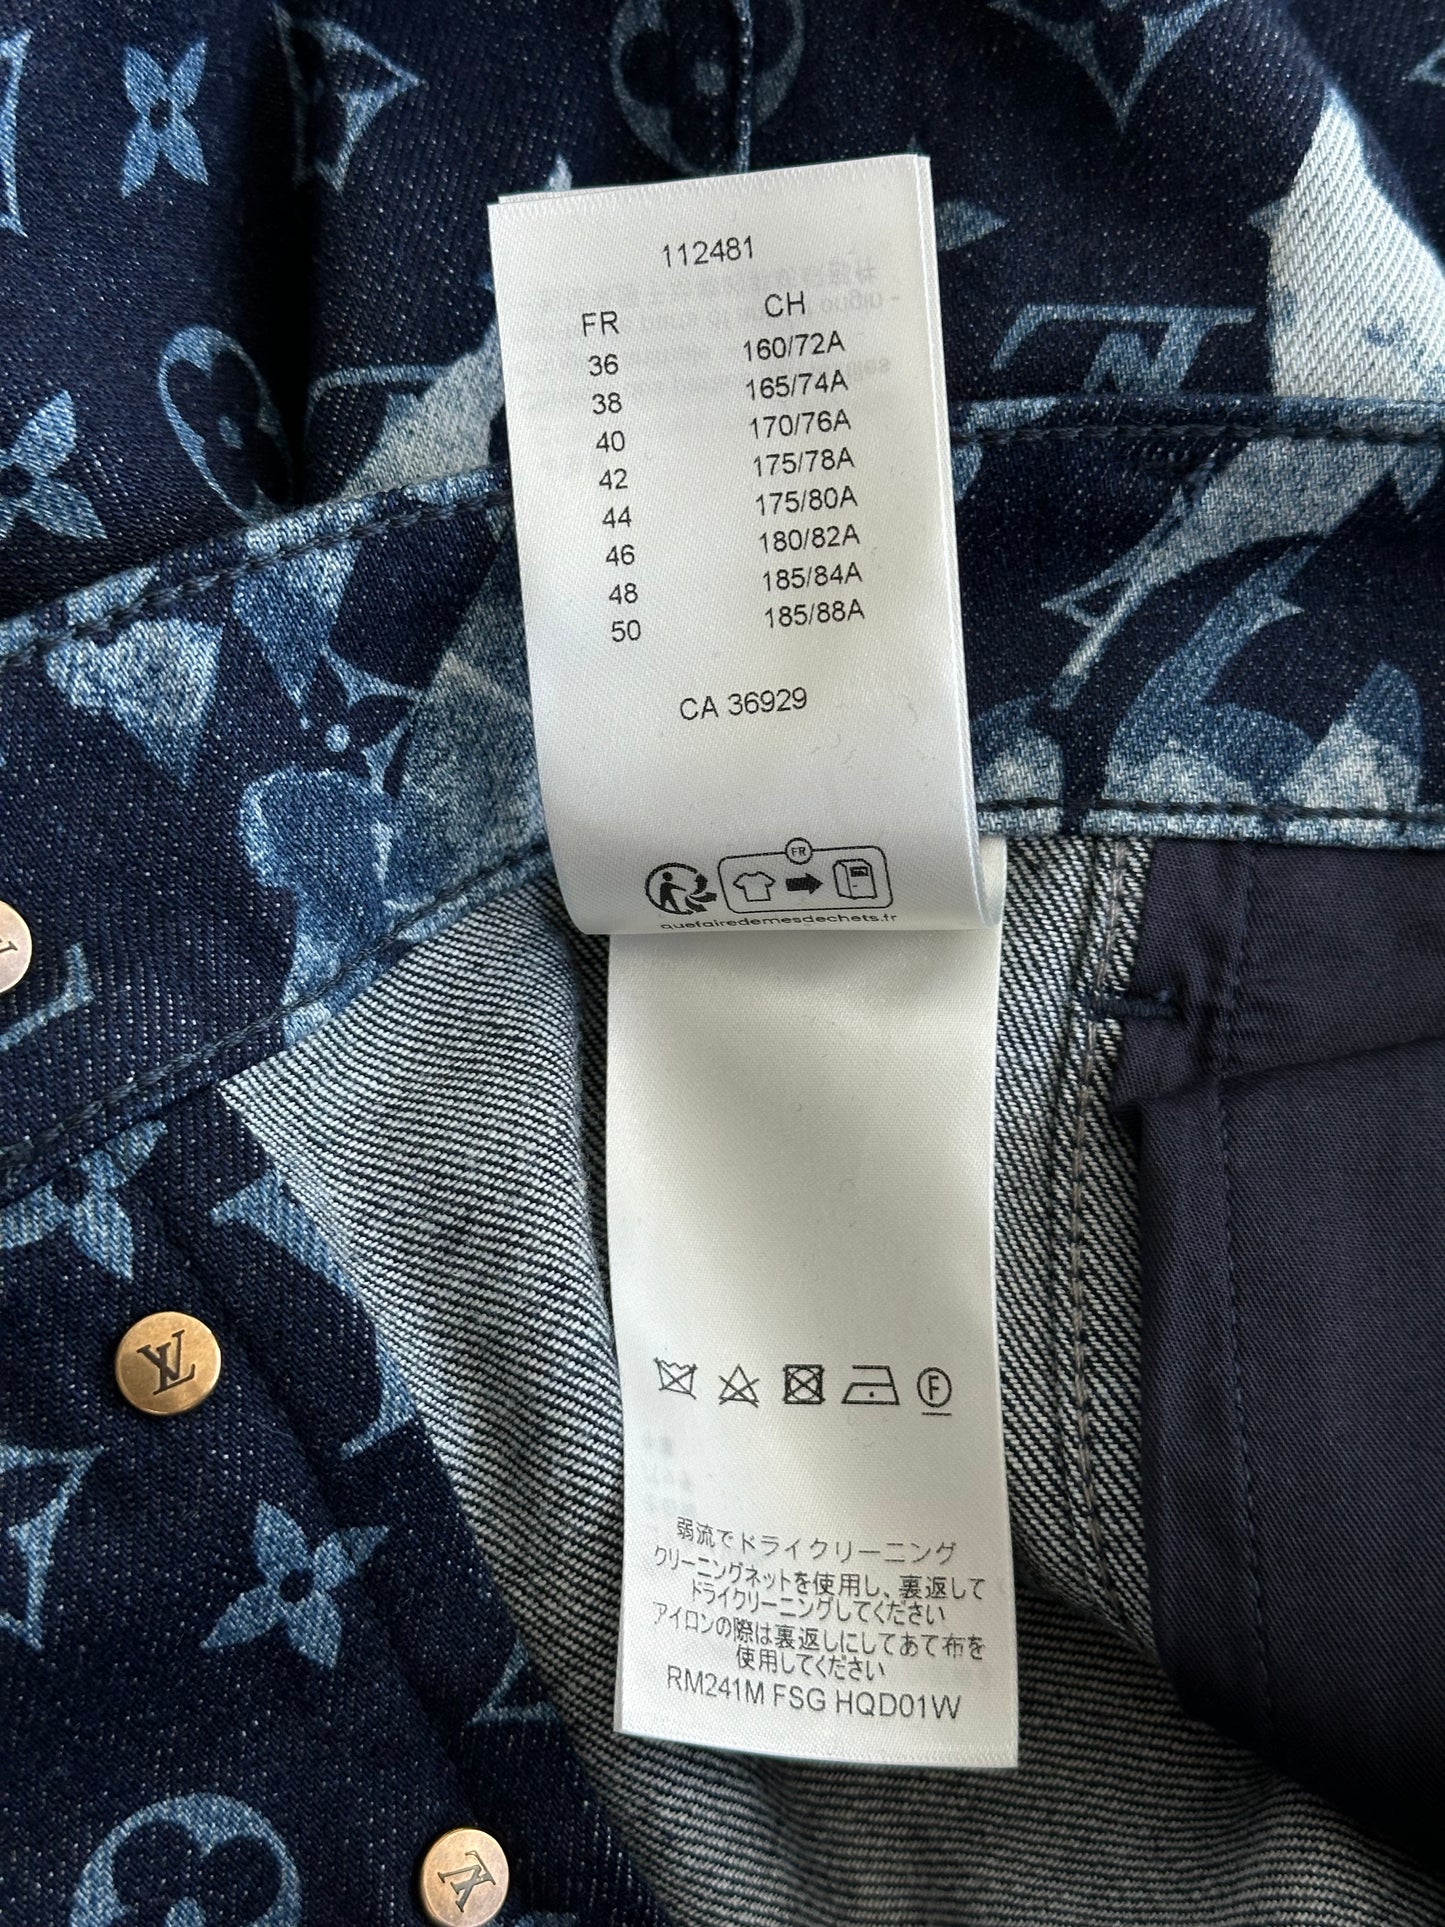 112481
FR CH
36 160/72A
38 165/74A
40 170/76A
42 175/78A
44 175/80A
46 180/82A
48 185/84A
50 185/88A
CA 36929
FR
quefairedemesdechets.fr
F
弱流でドライクリーニング
クリーニングネットを使用し、裏返して
ドライクリーニングしてください
アイロンの際は裏返しにしてあて布を
使用してください
RM241M FSG HQD01W
LV
LV